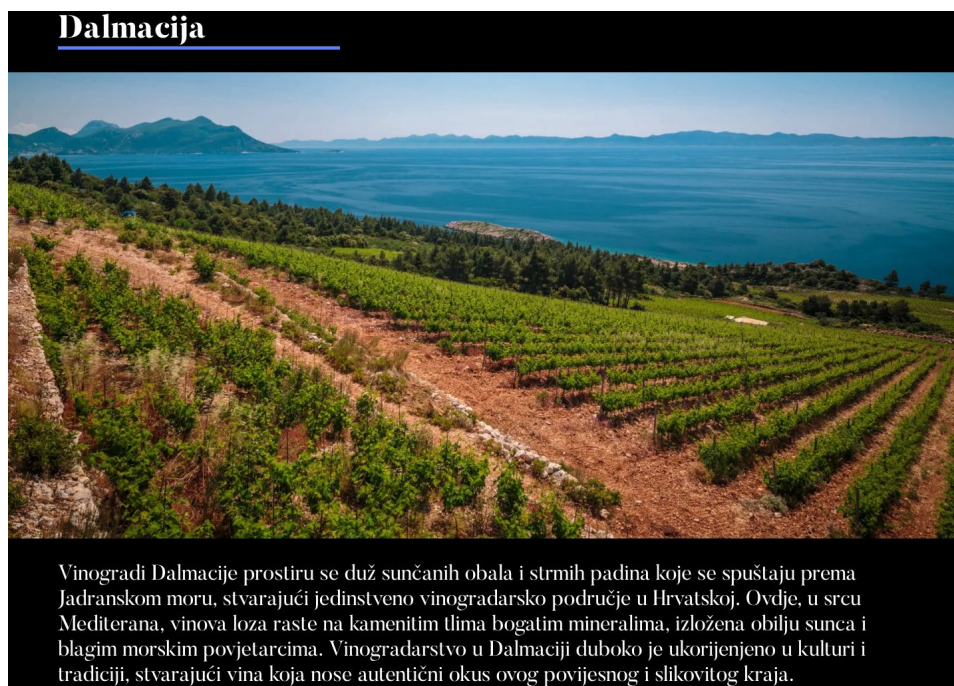 Dalmacija
Vinogradi Dalmacije prostiru se duž sunčanih obala i strmih padina koje se spuštaju prema
Jadranskom moru, stvarajući jedinstveno vinogradarsko područje u Hrvatskoj. Ovdje, u srcu
Mediterana, vinova loza raste na kamenitim tlima bogatim mineralima, izložena obilju sunca i
blagim morskim povjetarcima. Vinogradarstvo u Dalmaciji duboko je ukorijenjeno u kulturi i
tradiciji, stvarajući vina koja nose autentični okus ovog povijesnog i slikovitog kraja.